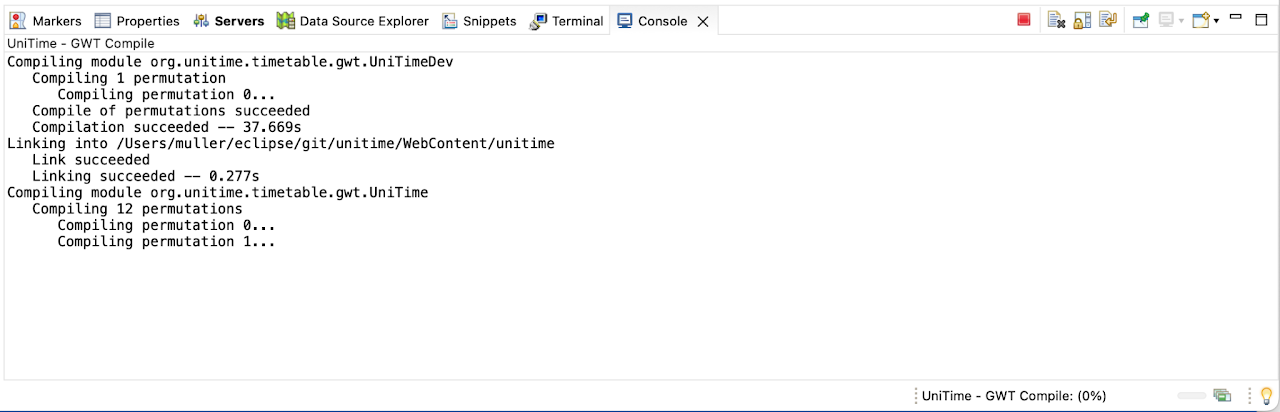 Markers Properties Servers Data Source Explorer Snippets Terminal Console
UniTime - GWT Compile
Compiling module org.unitime.timetable.gwt.UniTimeDev
Compiling 1 permutation
Compiling permutation 0...
Compile of permutations succeeded
Compilation succeeded -- 37.669s
Linking into /Users/muller/eclipse/git/unitime/WebContent/unitime
Link succeeded
Linking succeeded -- 0.277s
Compiling module org.unitime.timetable.gwt.UniTime
Compiling 12 permutations
Compiling permutation 0...
Compiling permutation 1...
UniTime - GWT Compile: (0%)